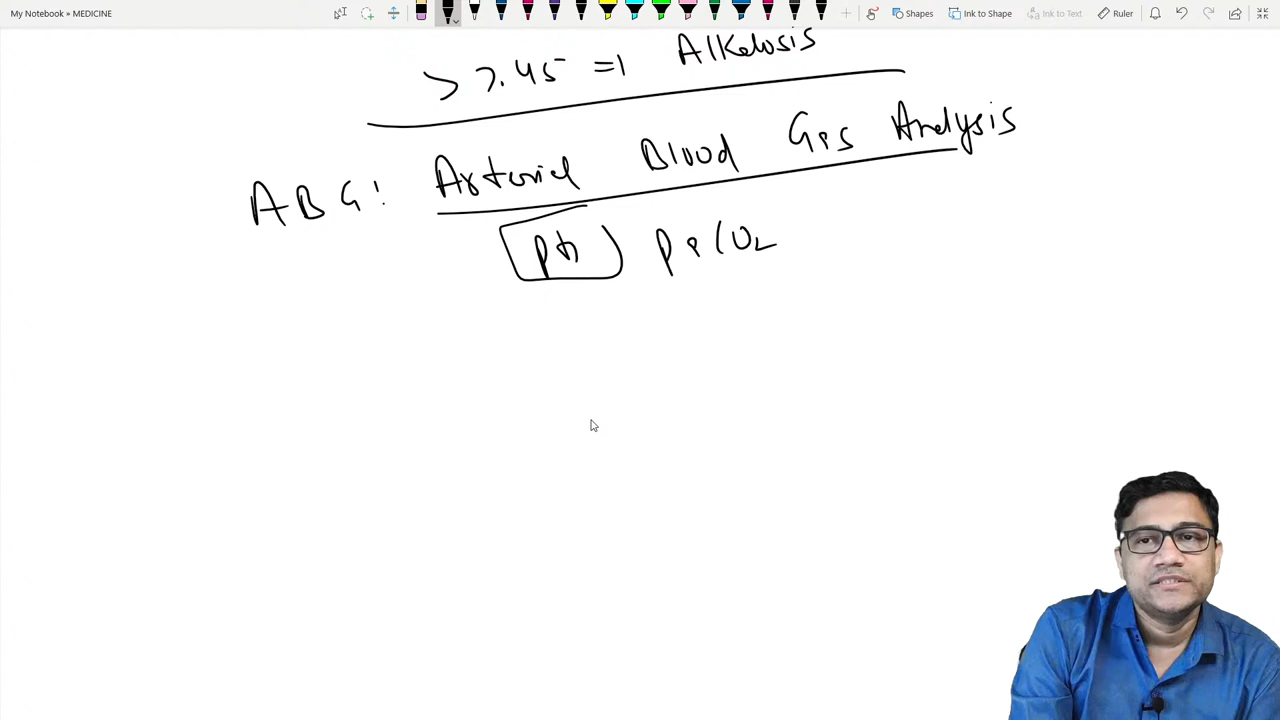 My Notebook » MEDICINE
Shapes Ink to Shape Ink to Text Ruler
> 7.45 => Alkalosis
ABG: Arterial Blood Gas Analysis
pH PaCO2